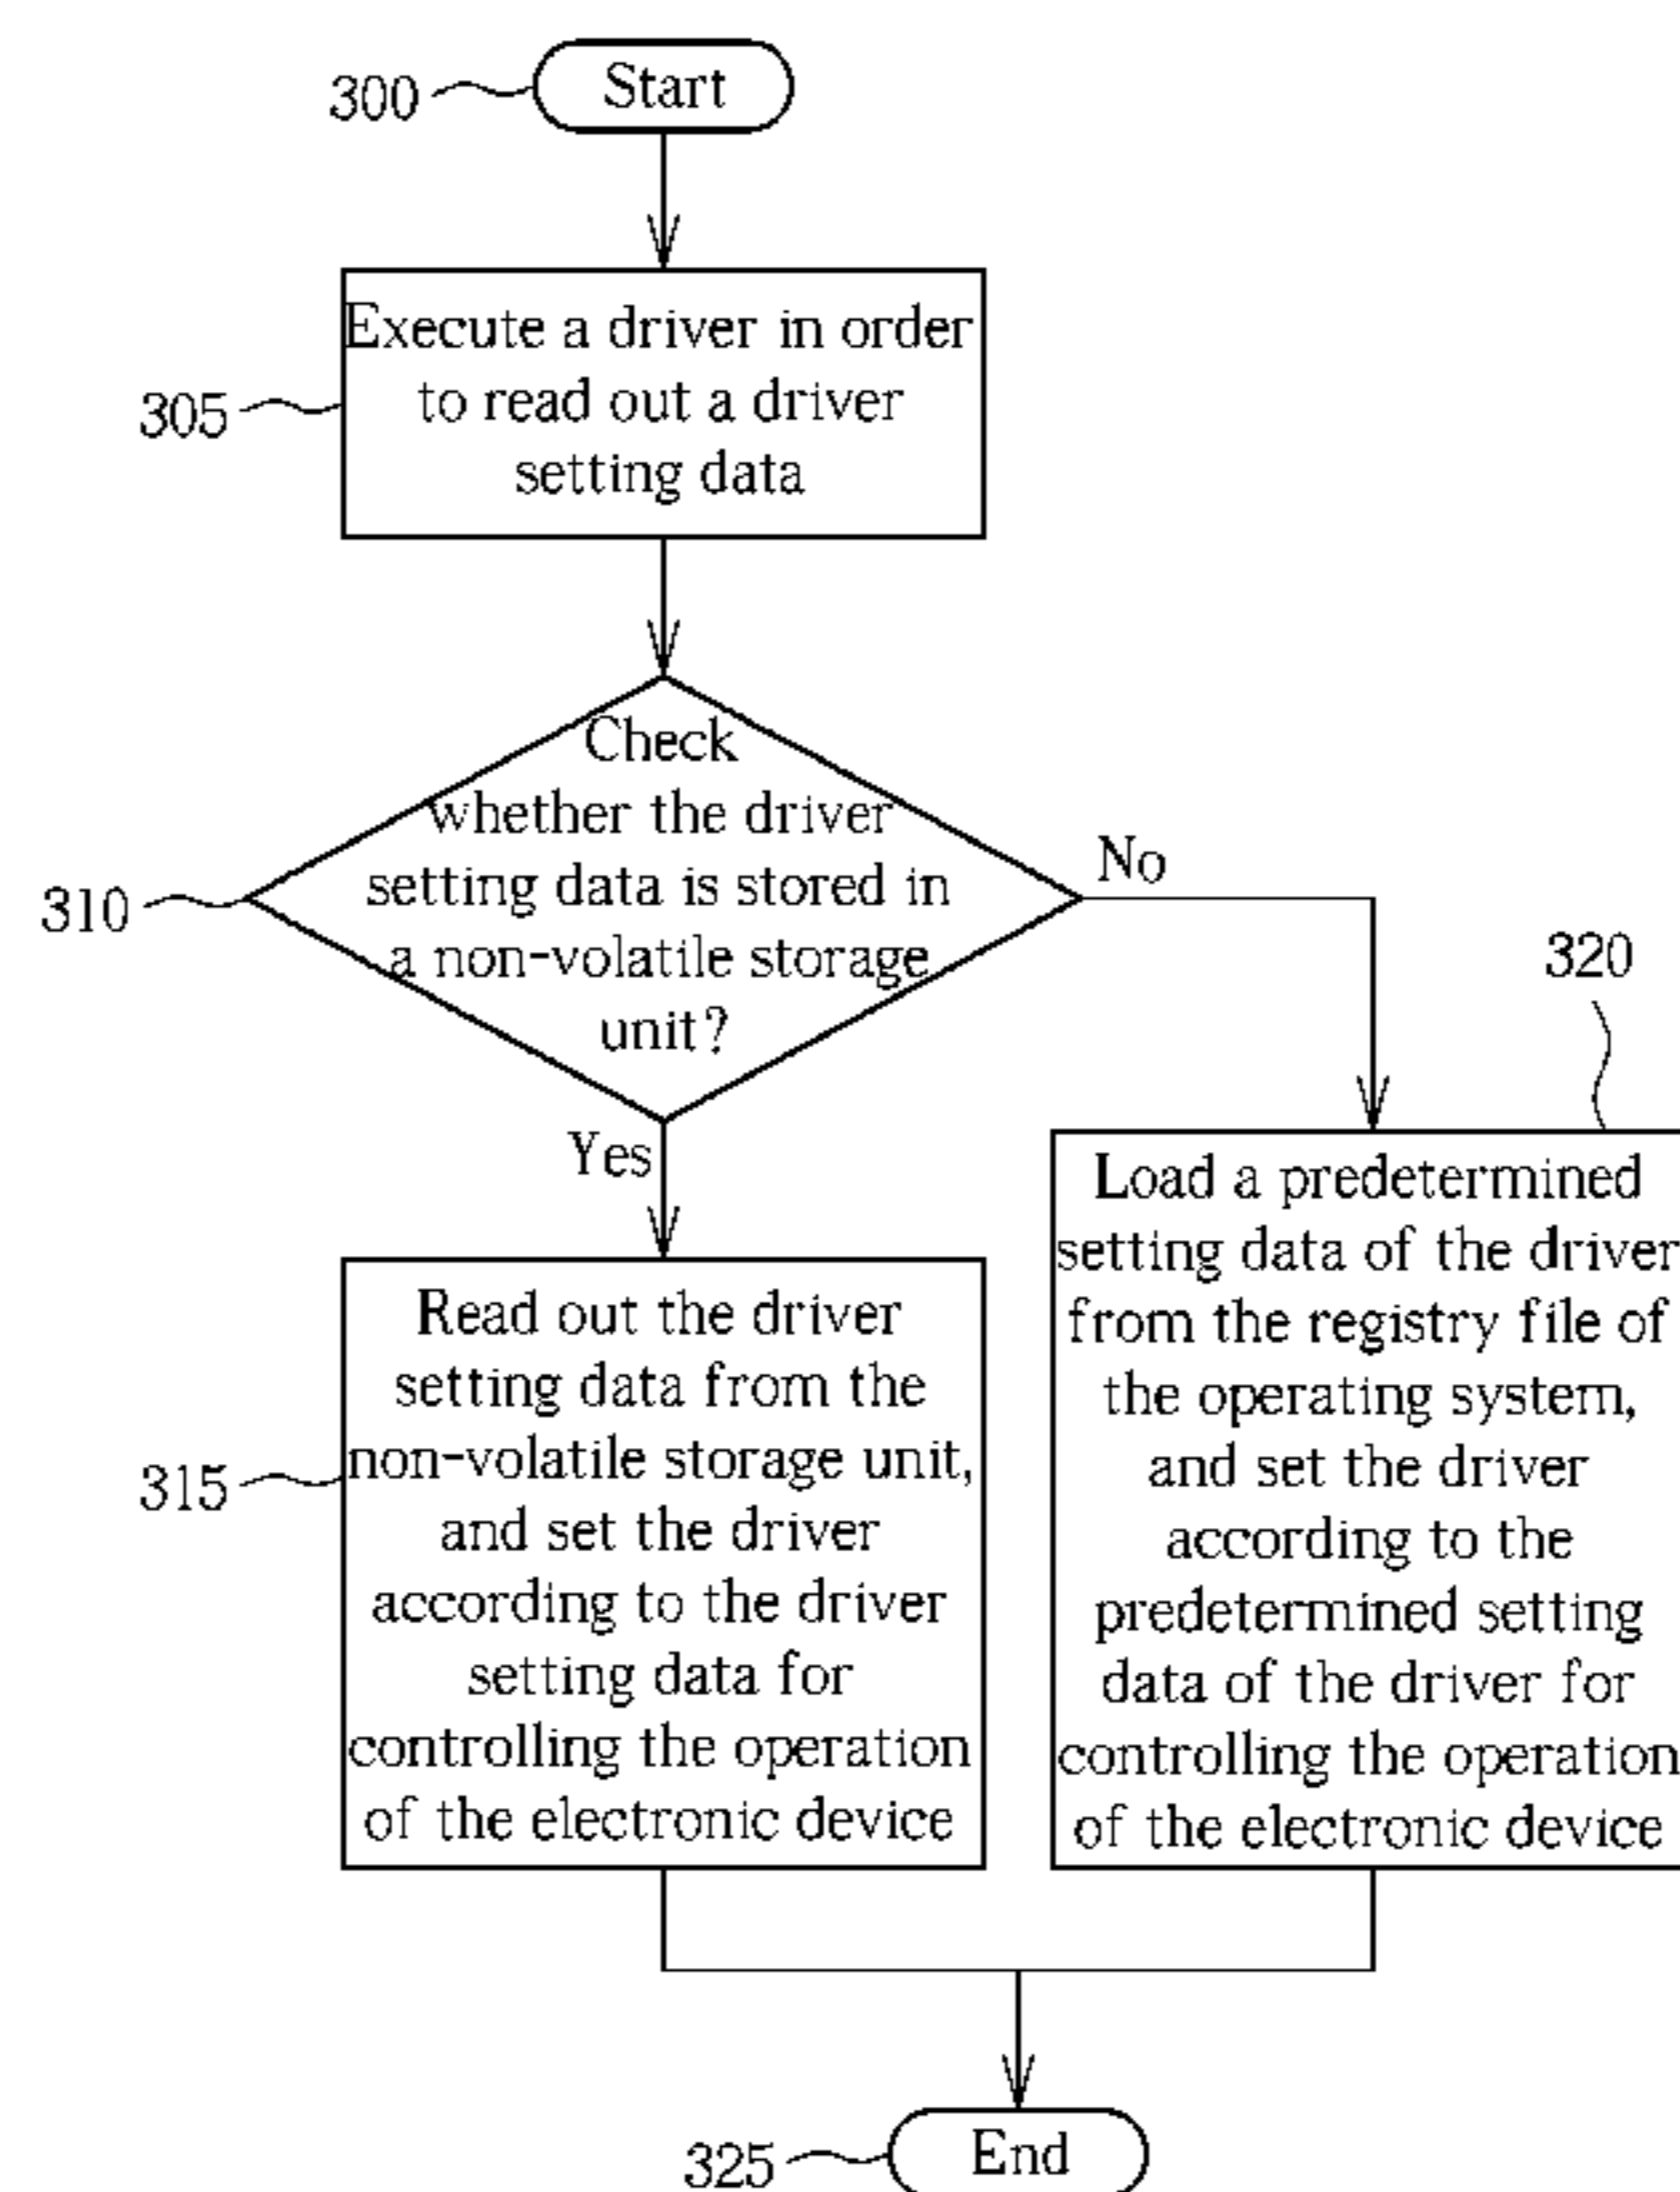 300
Start
305
Execute a driver in order
to read out a driver
setting data
310
Check
whether the driver
setting data is stored in
a non-volatile storage
unit?
No
Yes
315
Read out the driver
setting data from the
non-volatile storage unit,
and set the driver
according to the driver
setting data for
controlling the operation
of the electronic device
320
Load a predetermined
setting data of the driver
from the registry file of
the operating system,
and set the driver
according to the
predetermined setting
data of the driver for
controlling the operation
of the electronic device
325
End